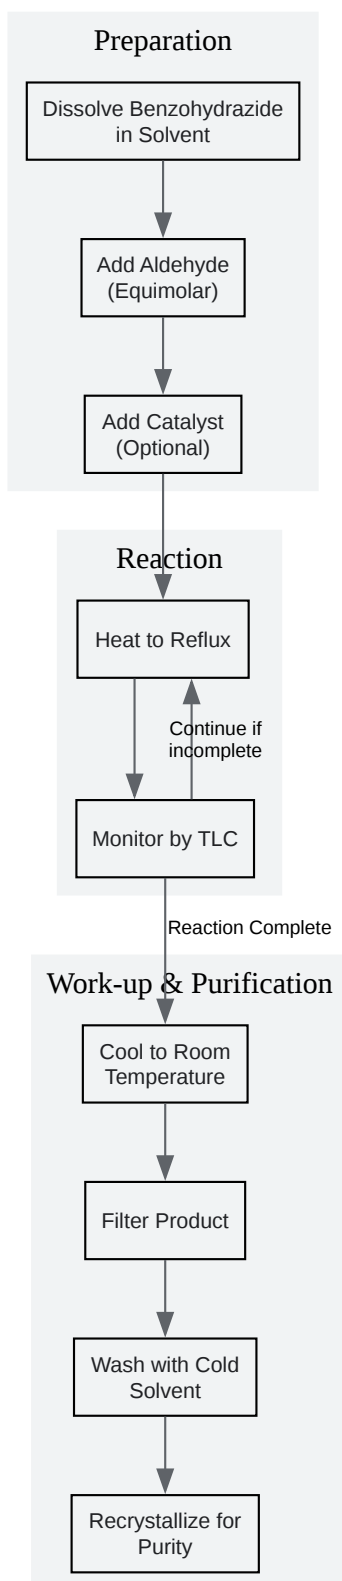 Preparation
Dissolve Benzohydrazide
in Solvent
Add Aldehyde
(Equimolar)
Add Catalyst
(Optional)
Reaction
Heat to Reflux
Continue if
incomplete
Monitor by TLC
Reaction Complete
Work-up & Purification
Cool to Room
Temperature
Filter Product
Wash with Cold
Solvent
Recrystallize for
Purity